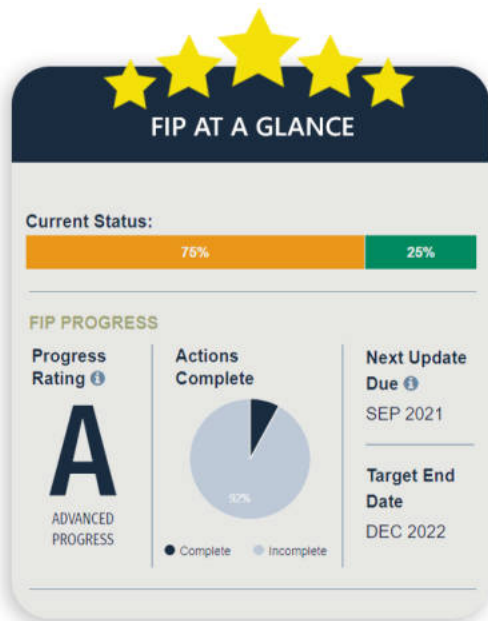 FIP AT A GLANCE
Current Status:
75%
25%
FIP PROGRESS
Progress
Rating
A
ADVANCED
PROGRESS
Actions
Complete
92%
Complete
Incomplete
Next Update
Due
SEP 2021
Target End
Date
DEC 2022